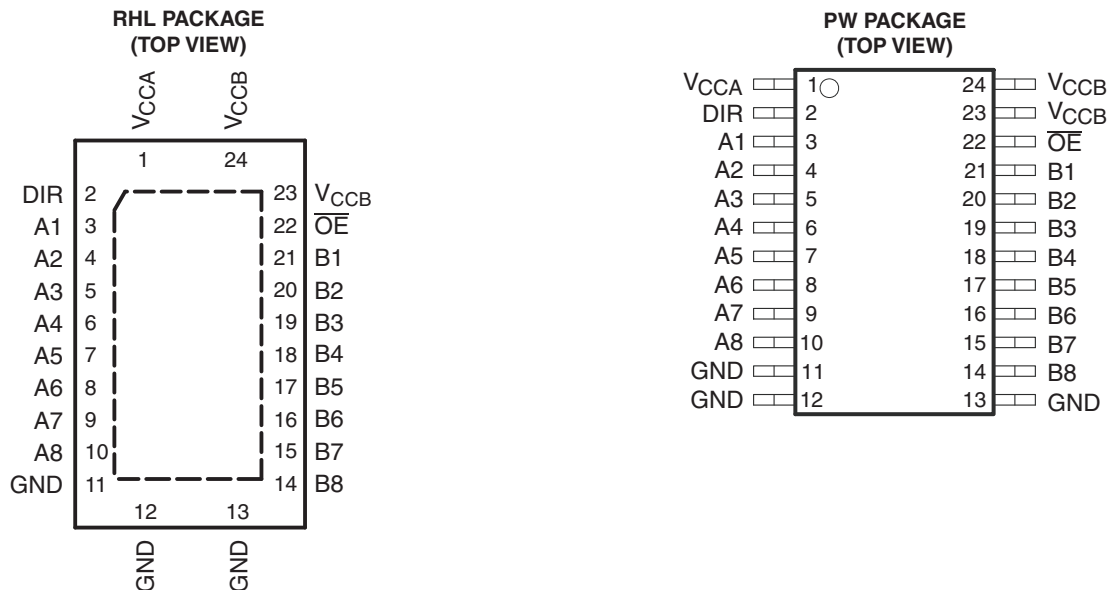 RHL PACKAGE
(TOP VIEW)
VCCA
VCCB
1
24
DIR 2
23 VCCB
A1 3
22 O̅E̅
A2 4
21 B1
A3 5
20 B2
A4 6
19 B3
A5 7
18 B4
A6 8
17 B5
A7 9
16 B6
A8 10
15 B7
GND 11
14 B8
12
13
GND
GND
PW PACKAGE
(TOP VIEW)
VCCA 1
24 VCCB
DIR 2
23 VCCB
A1 3
22 O̅E̅
A2 4
21 B1
A3 5
20 B2
A4 6
19 B3
A5 7
18 B4
A6 8
17 B5
A7 9
16 B6
A8 10
15 B7
GND 11
14 B8
GND 12
13 GND